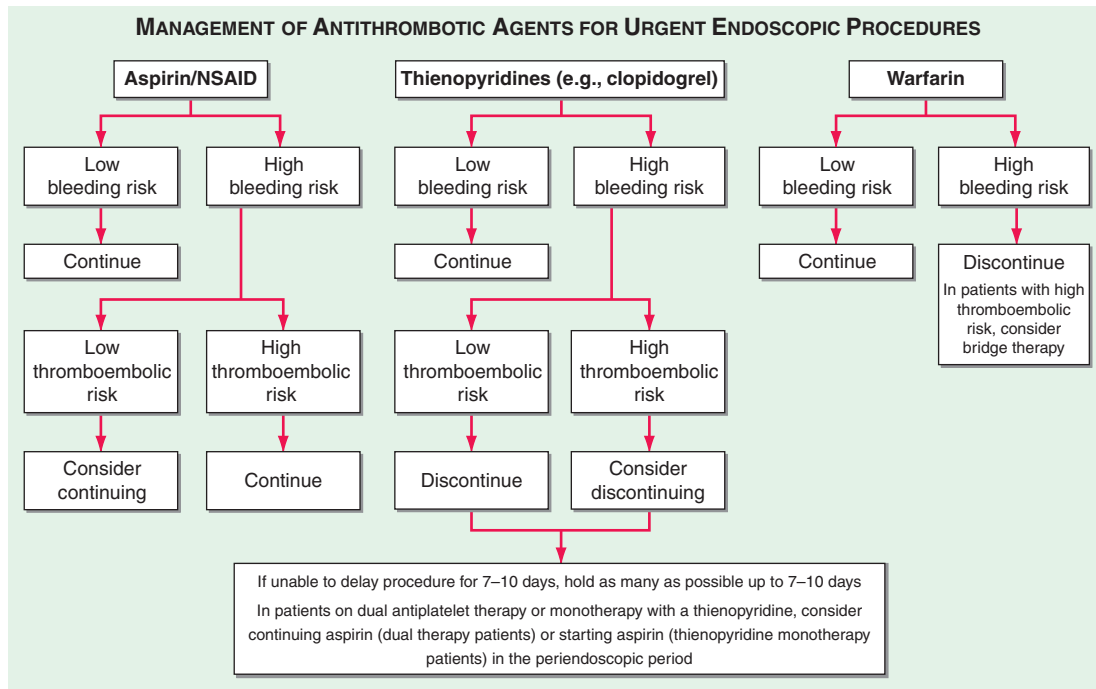 MANAGEMENT OF ANTITHROMBOTIC AGENTS FOR URGENT ENDOSCOPIC PROCEDURES
Aspirin/NSAID
Low
bleeding risk
High
bleeding risk
Continue
Low
thromboembolic
risk
High
thromboembolic
risk
Consider
continuing
Continue
Thienopyridines (e.g., clopidogrel)
Low
bleeding risk
High
bleeding risk
Continue
Low
thromboembolic
risk
High
thromboembolic
risk
Discontinue
Consider
discontinuing
If unable to delay procedure for 7–10 days, hold as many as possible up to 7–10 days
In patients on dual antiplatelet therapy or monotherapy with a thienopyridine, consider
continuing aspirin (dual therapy patients) or starting aspirin (thienopyridine monotherapy
patients) in the periendoscopic period
Warfarin
Low
bleeding risk
High
bleeding risk
Continue
Discontinue
In patients with high
thromboembolic
risk, consider
bridge therapy